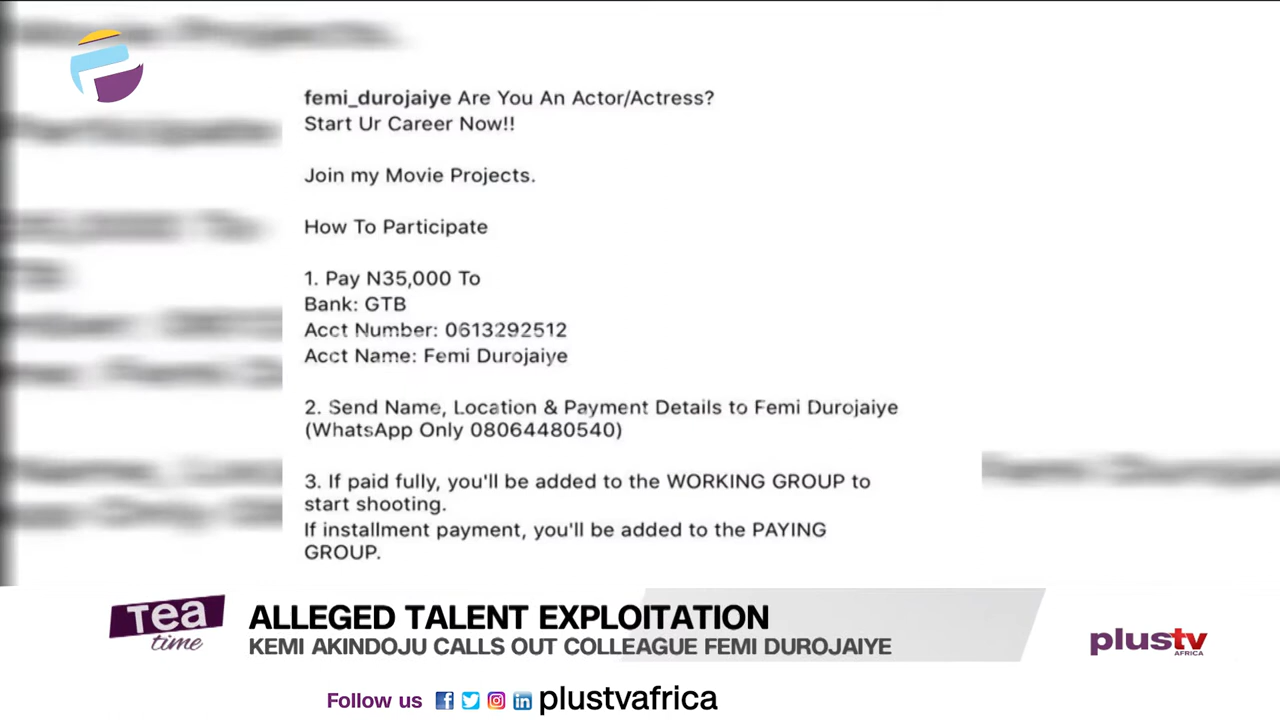 femi_durojaiye Are You An Actor/Actress?
Start Ur Career Now!!
Join my Movie Projects.
How To Participate
1. Pay N35,000 To
Bank: GTB
Acct Number: 0613292512
Acct Name: Femi Durojaiye
2. Send Name, Location & Payment Details to Femi Durojaiye
(WhatsApp Only 08064480540)
3. If paid fully, you'll be added to the WORKING GROUP to
start shooting.
If installment payment, you'll be added to the PAYING
GROUP.
Tea
time
ALLEGED TALENT EXPLOITATION
KEMI AKINDOJU CALLS OUT COLLEAGUE FEMI DUROJAIYE
plustv
AFRICA
Follow us plustvafrica